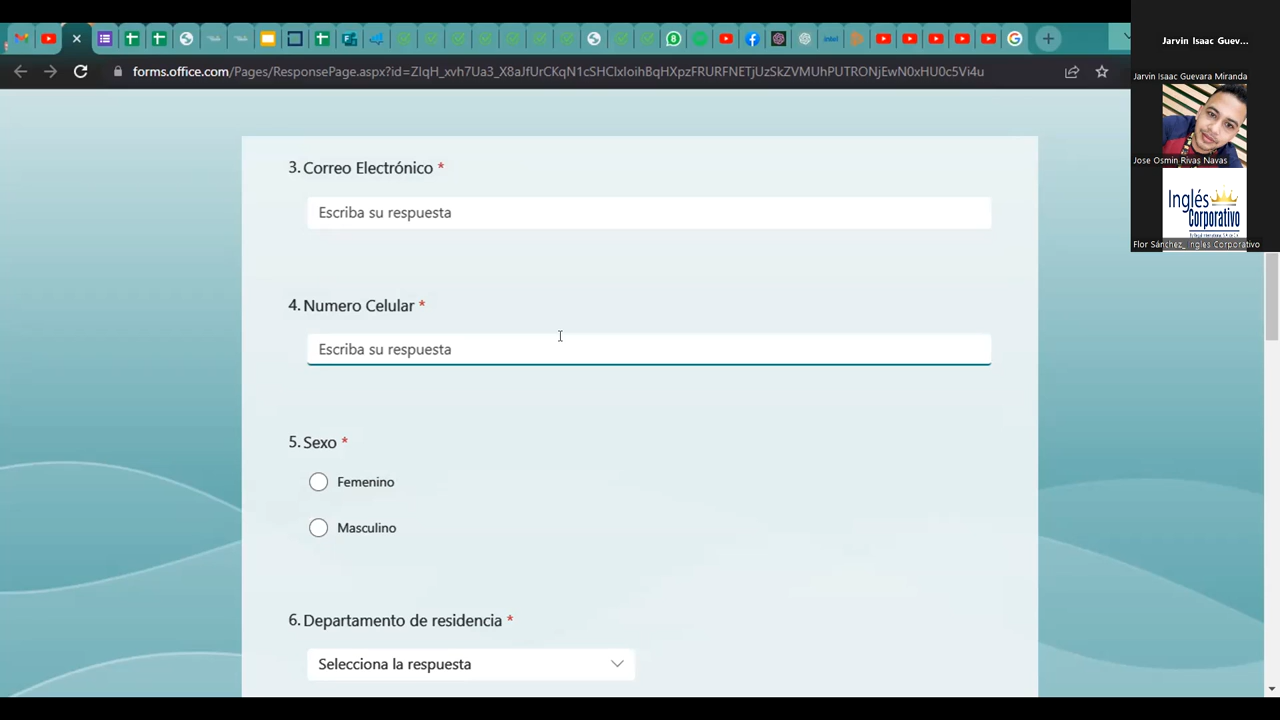 forms.office.com/Pages/ResponsePage.aspx?id=ZIqH_xvh7Ua3_X8aJfUrCKqN1cSHCIxIoihBqHXpzFRURFNETjUzSkZVMUhPUTRONjEwN0xHU0c5Vi4u
3. Correo Electrónico *
Escriba su respuesta
4. Numero Celular *
Escriba su respuesta
5. Sexo *
Femenino
Masculino
6. Departamento de residencia *
Selecciona la respuesta
Jarvin Isaac Guev...
Jarvin Isaac Guevara Miranda
Jose Osmin Rivas Navas
Inglés
Corporativo
Flor Sánchez_ Inglés Corporativo